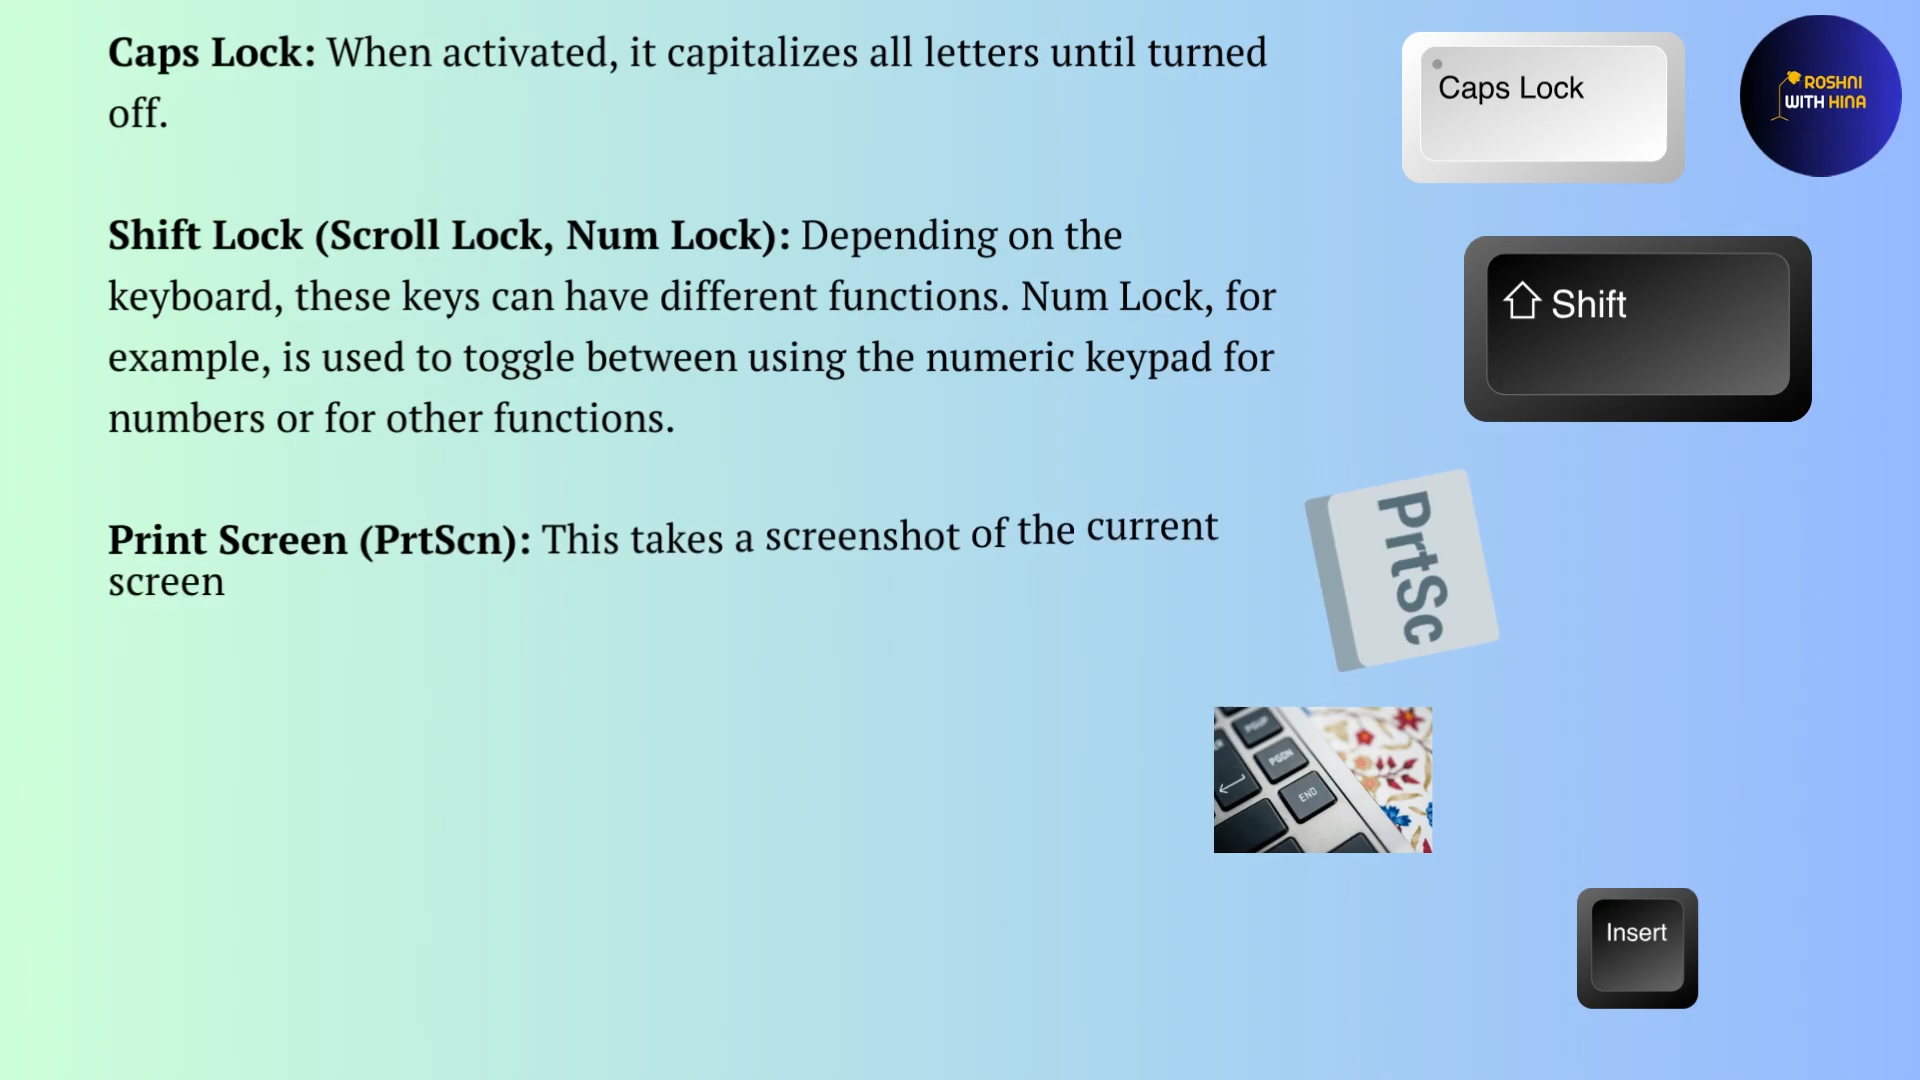 Caps Lock: When activated, it capitalizes all letters until turned
off.
Caps Lock
ROSHNI
WITH HINA
Shift Lock (Scroll Lock, Num Lock): Depending on the
keyboard, these keys can have different functions. Num Lock, for
example, is used to toggle between using the numeric keypad for
numbers or for other functions.
Shift
Print Screen (PrtScn): This takes a screenshot of the current
screen
PrtSc
PGUP
PGDN
END
Insert